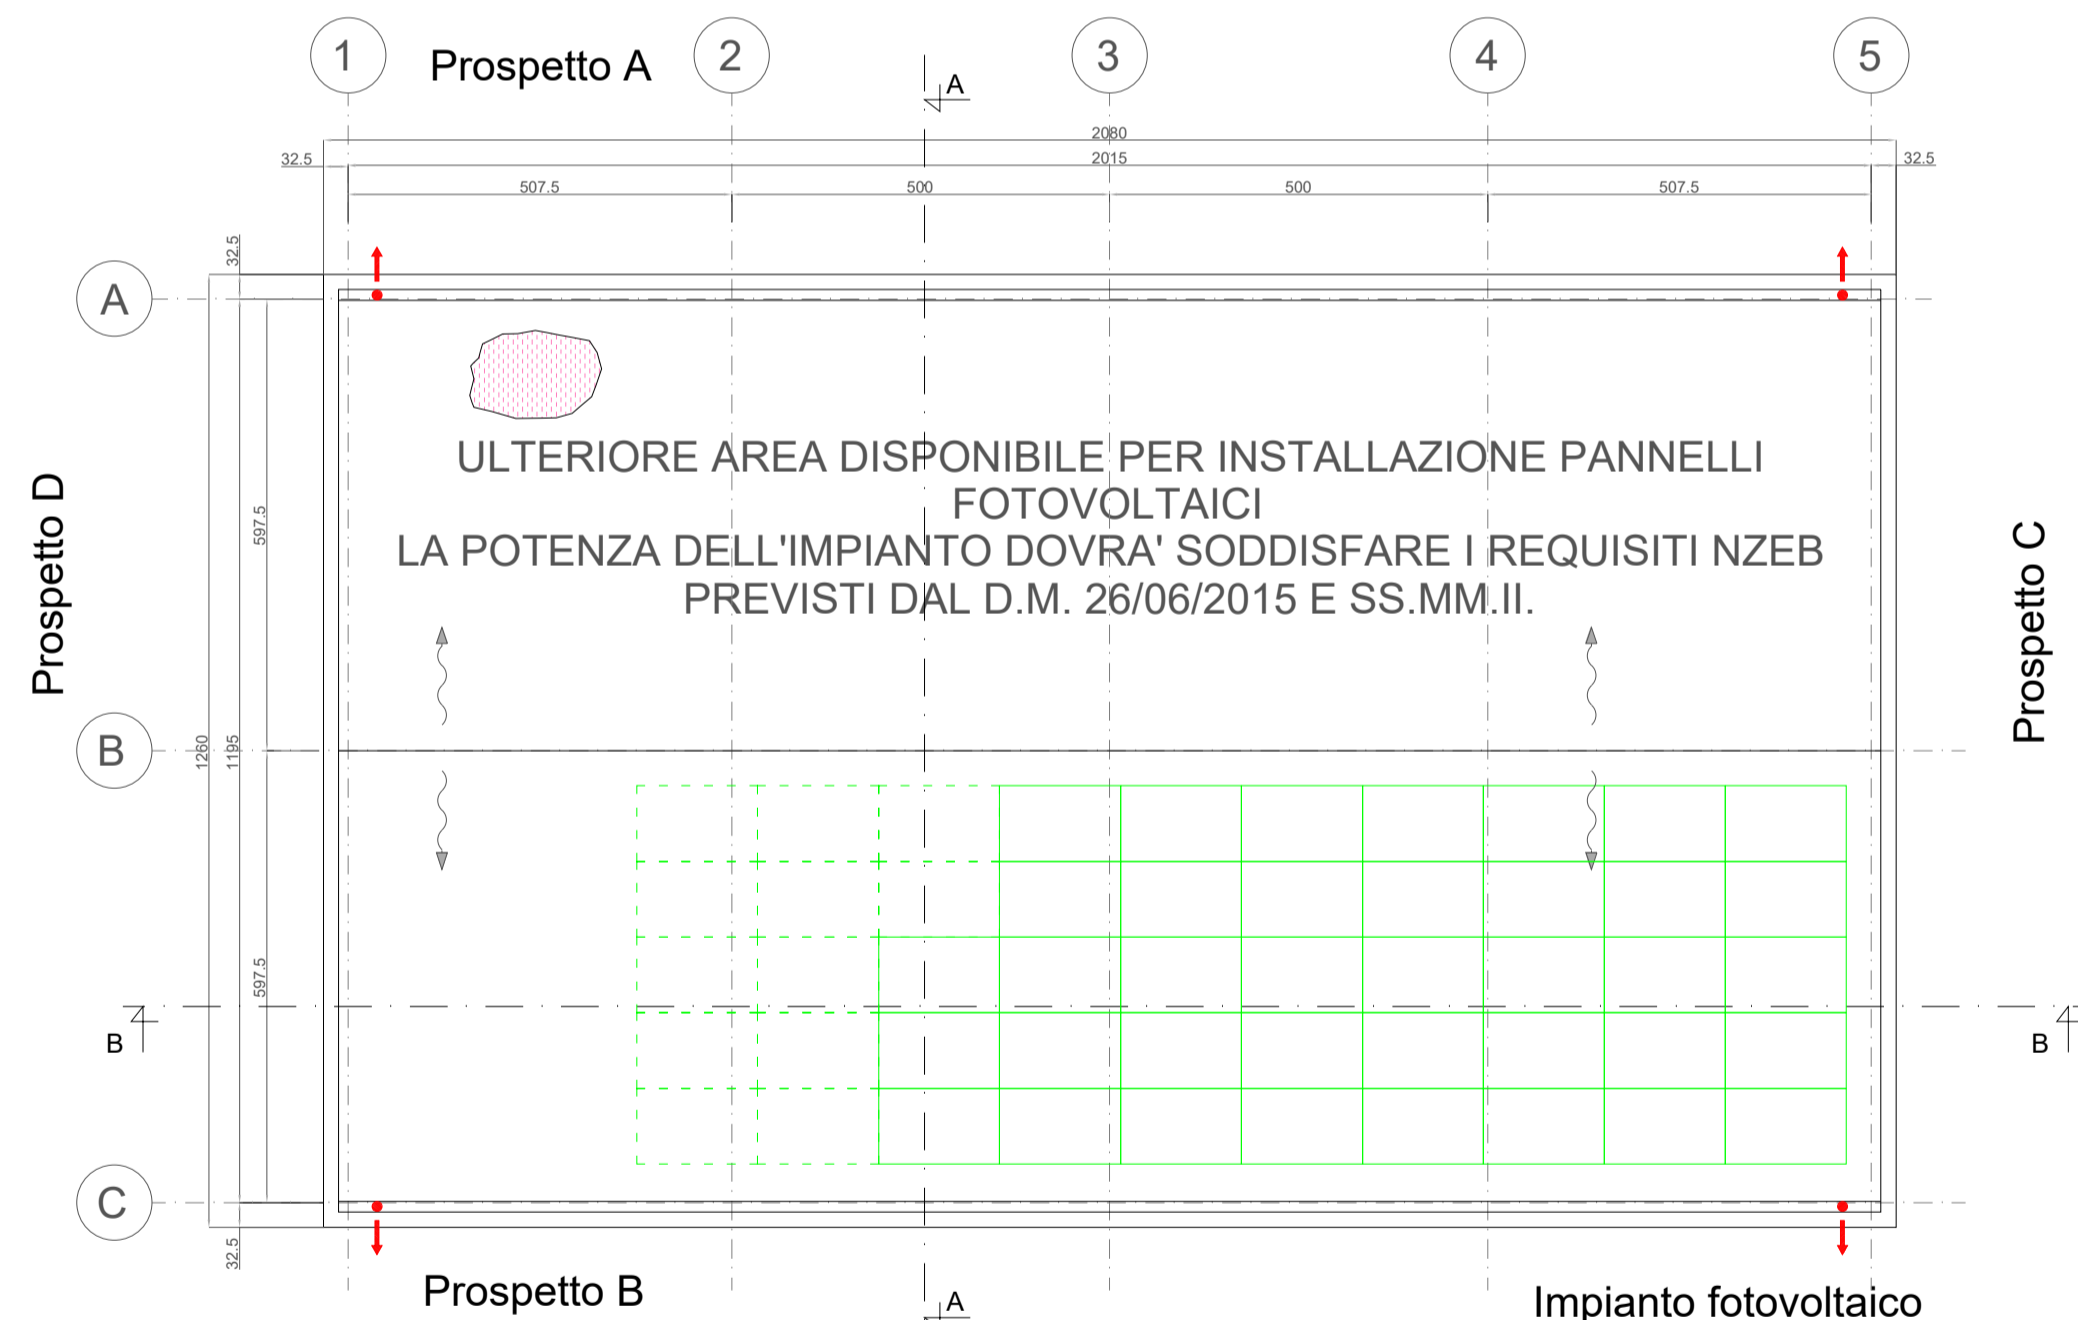 1
2
3
4
5
Prospetto A
A
2080
32.5
2015
32.5
507.5
500
500
507.5
32.5
A
ULTERIORE AREA DISPONIBILE PER INSTALLAZIONE PANNELLI
FOTOVOLTAICI
LA POTENZA DELL'IMPIANTO DOVRA' SODDISFARE I REQUISITI NZEB
PREVISTI DAL D.M. 26/06/2015 E SS.MM.II.
597.5
Prospetto D
Prospetto C
B
1260
1195
597.5
B
B
C
32.5
Prospetto B
A
Impianto fotovoltaico